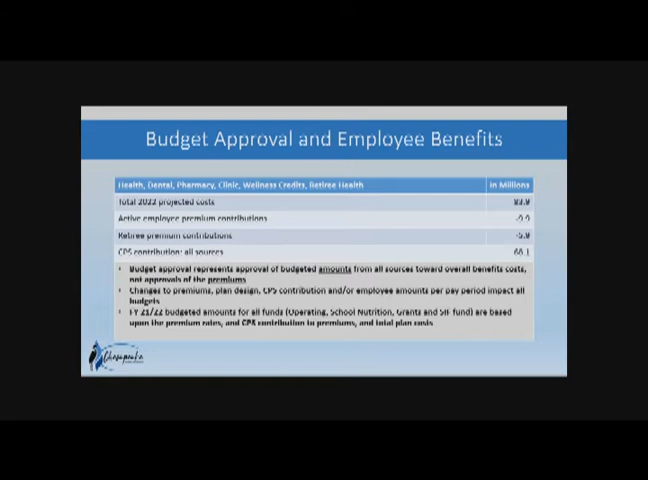 Budget Approval and Employee Benefits
Health, Dental, Pharmacy, Clinic, Wellness Credits, Retiree Health in Millions
Total 2022 projected costs
Active employee premium contributions
Retiree premium contributions
CPS contribution: all sources 68.1
• Budget approval represents approval of budgeted amounts from all sources toward overall benefits costs,
not approvals of the premiums
• Changes to premiums, plan design, CPS contribution and/or employee amounts per pay period impact all
budgets
• FY 21/22 budgeted amounts for all funds (Operating, School Nutrition, Grants and SIF fund) are based
upon the premium rates, and CPS contribution to premiums, and total plan costs
Chesapeake